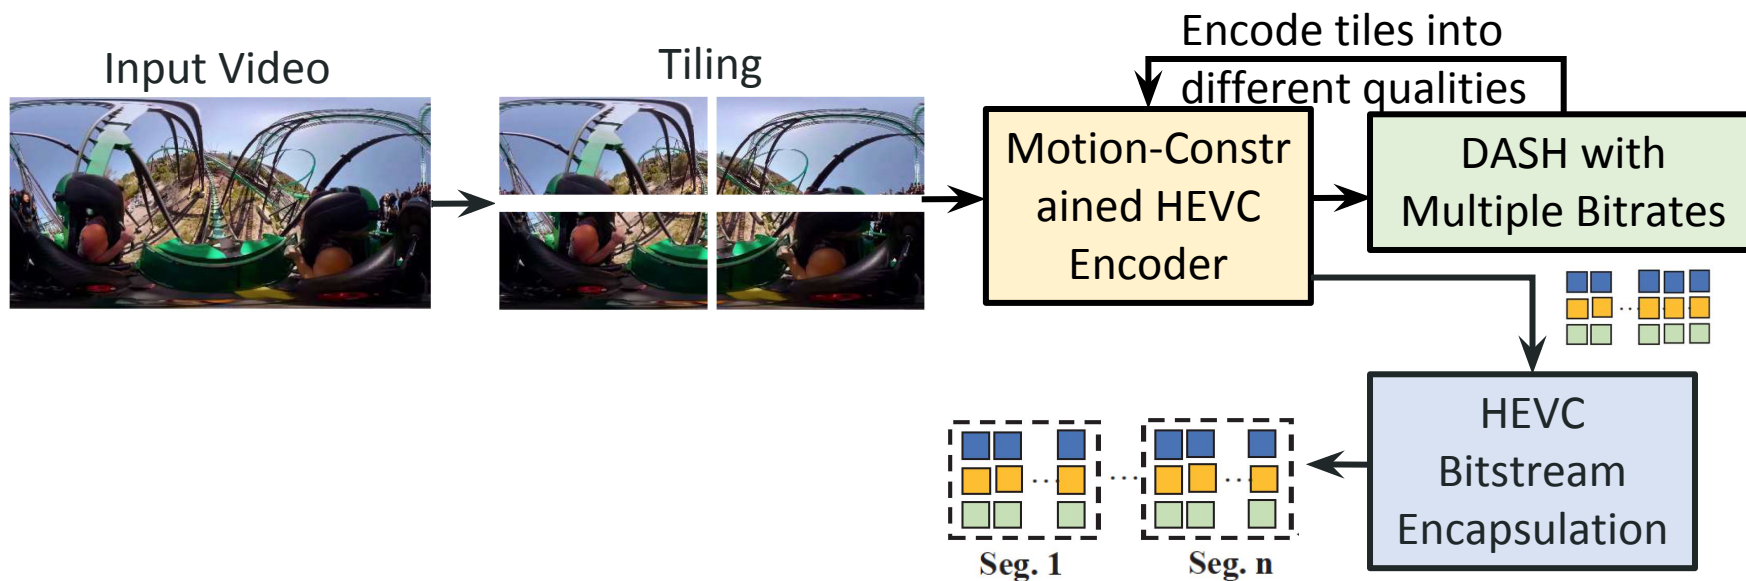 Input Video
Tiling
Encode tiles into
different qualities
Motion-Constr
ained HEVC
Encoder
DASH with
Multiple Bitrates
...
HEVC
Bitstream
Encapsulation
... ... ...
Seg. 1
Seg. n